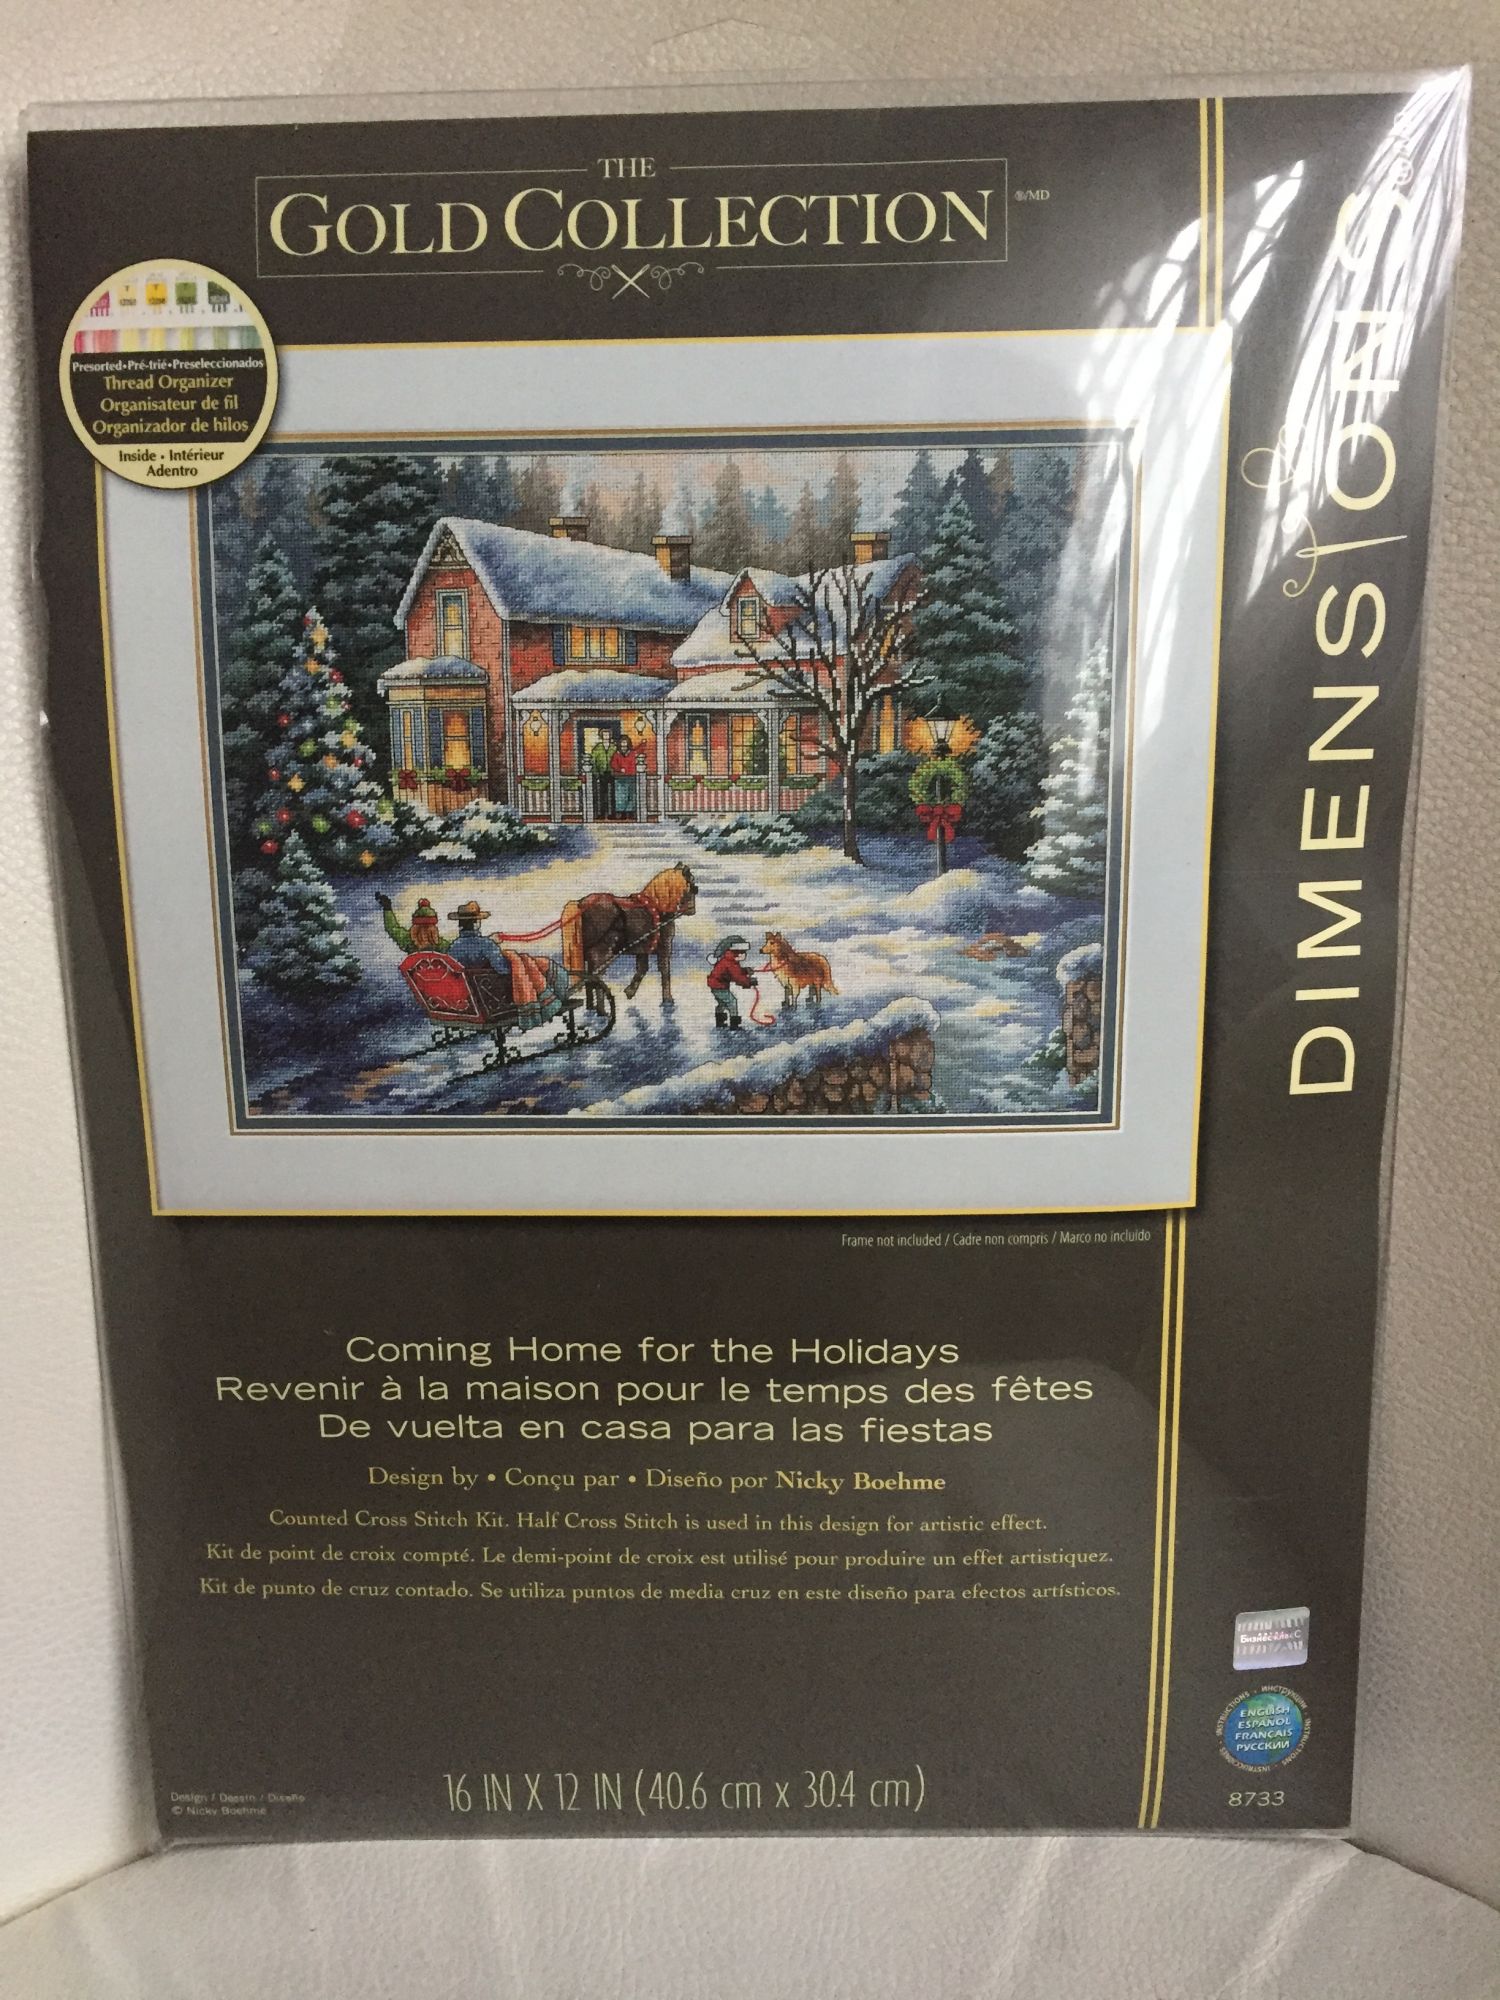 THE
GOLD COLLECTION ®/MD
Presorted•Pré-trié•Preseleccionados
Thread Organizer
Organisateur de fil
Organizador de hilos
Inside • Intérieur
Adentro
DIMENSIONS®
Frame not included / Cadre non compris / Marco no incluido
Coming Home for the Holidays
Revenir à la maison pour le temps des fêtes
De vuelta en casa para las fiestas
Design by • Conçu par • Diseño por Nicky Boehme
Counted Cross Stitch Kit. Half Cross Stitch is used in this design for artistic effect.
Kit de point de croix compté. Le demi-point de croix est utilisé pour produire un effet artistiquez.
Kit de punto de cruz contado. Se utiliza puntos de media cruz en este diseño para efectos artísticos.
INSTRUCTIONS • ИНСТРУКЦИИ • INSTRUCTIONS • INSTRUCCIONES
ENGLISH
ESPAÑOL
FRANÇAIS
РУССКИИ
16 IN X 12 IN (40.6 cm x 30.4 cm)
Design / Dessin / Diseño
© Nicky Boehme
8733